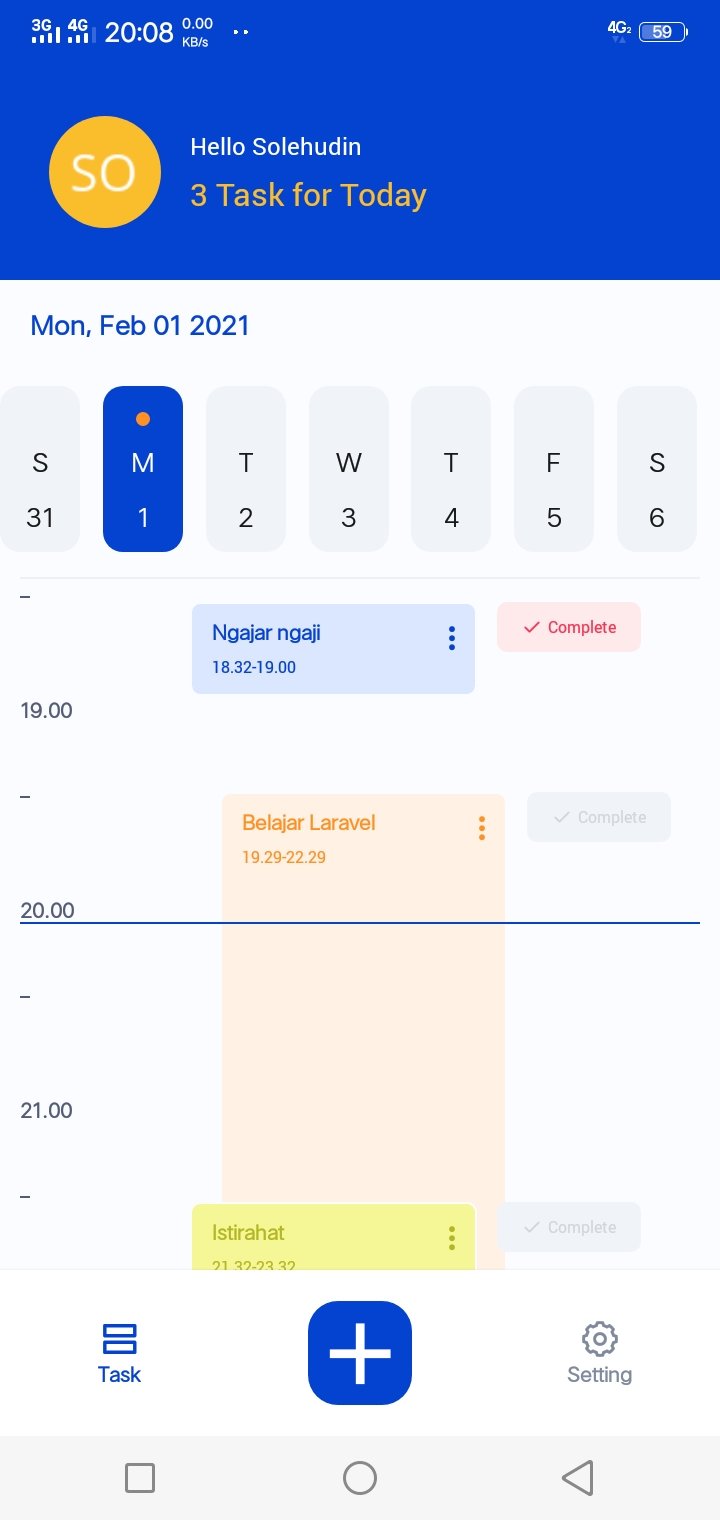 3G 4G 20:08 0.00 KB/s 4G2 59
SO
Hello Solehudin
3 Task for Today
Mon, Feb 01 2021
S M T W T F S
31 1 2 3 4 5 6
Ngajar ngaji
Complete
18.32-19.00
19.00
Belajar Laravel
Complete
19.29-22.29
20.00
21.00
Istirahat
Complete
21.32-23.32
Task
Setting